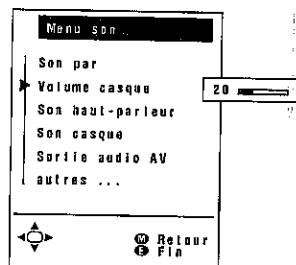 Menu son ..
Son par
Volume casque
20
Son haut-parleur
Son casque
Sortie audio AV
autres ...
M Retour
E Fin